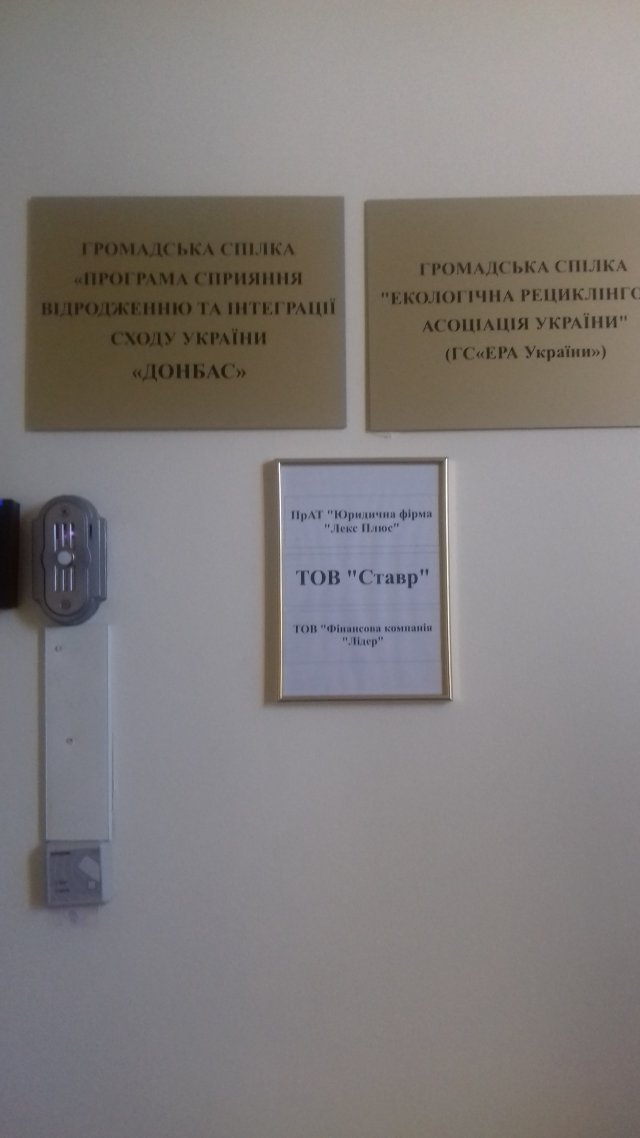 ГРОМАДСЬКА СПІЛКА
«ПРОГРАМА СПРИЯННЯ
ВІДРОДЖЕННЮ ТА ІНТЕГРАЦІЇ
СХОДУ УКРАЇНИ
«ДОНБАС»
ГРОМАДСЬКА СПІЛКА
"ЕКОЛОГІЧНА РЕЦИКЛІНГО
АСОЦІАЦІЯ УКРАЇНИ"
(ГС«ЕРА України»)
ПрАТ "Юридична фірма
"Лекс Плюс"
ТОВ "Ставр"
ТОВ "Фінансова компанія
"Лідер"